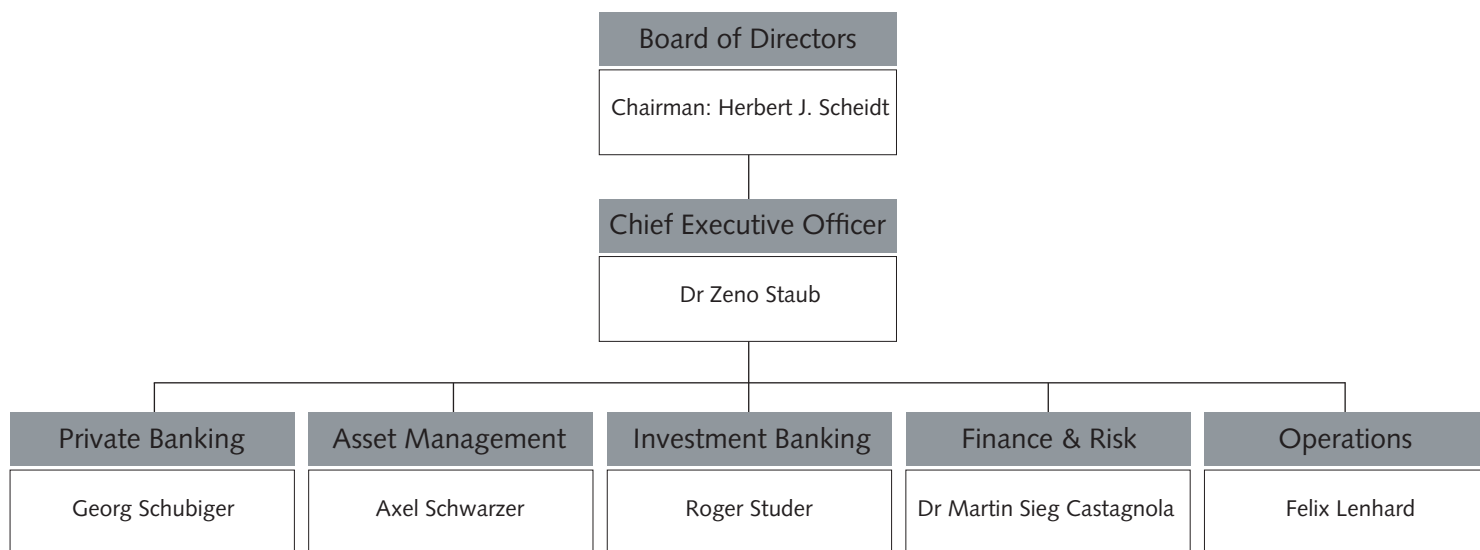 Board of Directors
Chairman: Herbert J. Scheidt
Chief Executive Officer
Dr Zeno Staub
Private Banking
Georg Schubiger
Asset Management
Axel Schwarzer
Investment Banking
Roger Studer
Finance & Risk
Dr Martin Sieg Castagnola
Operations
Felix Lenhard